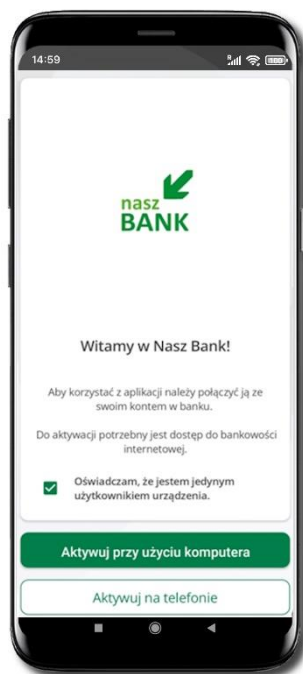 14:59
nasz
BANK
Witamy w Nasz Bank!
Aby korzystać z aplikacji należy połączyć ją ze
swoim kontem w banku.
Do aktywacji potrzebny jest dostęp do bankowości
internetowej.
Oświadczam, że jestem jedynym
użytkownikiem urządzenia.
Aktywuj przy użyciu komputera
Aktywuj na telefonie